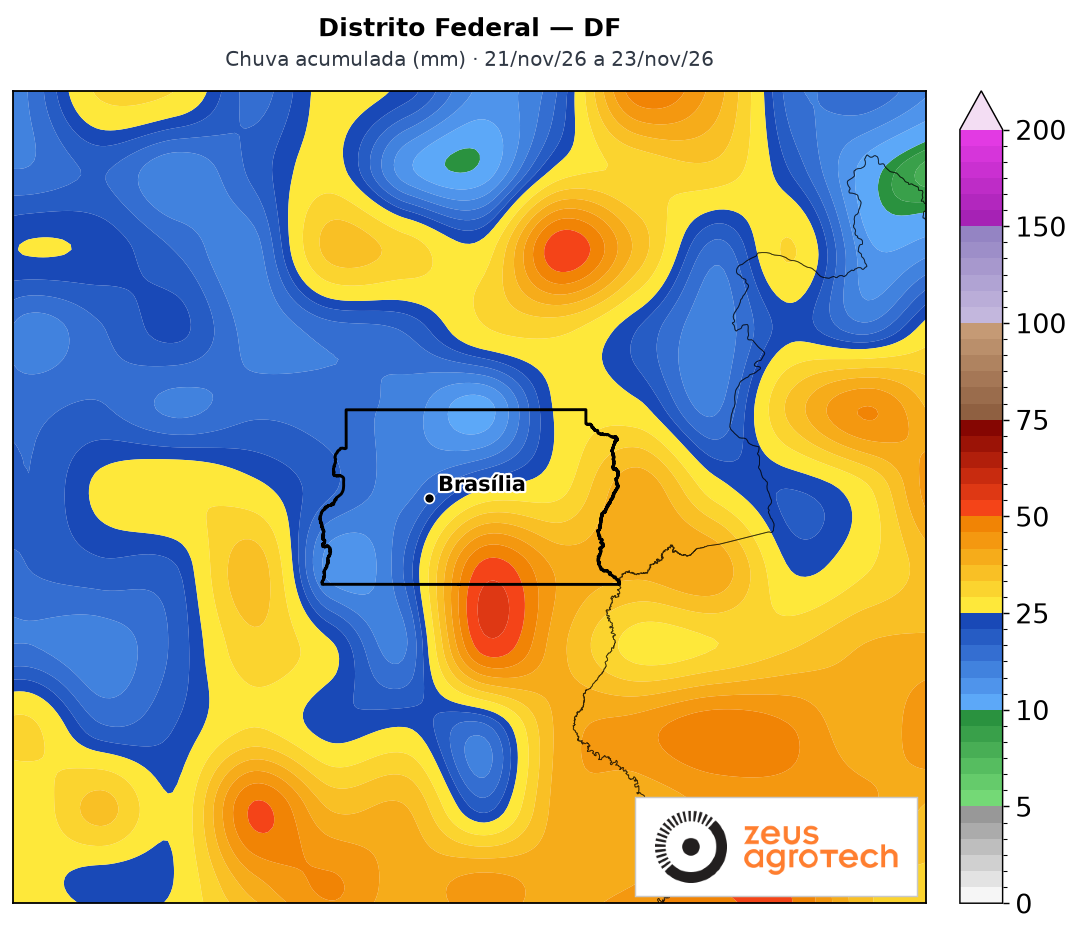 Distrito Federal — DF
Chuva acumulada (mm) · 21/nov/26 a 23/nov/26
200
150
100
75
50
25
10
5
0
Brasília
zeus
agrotech